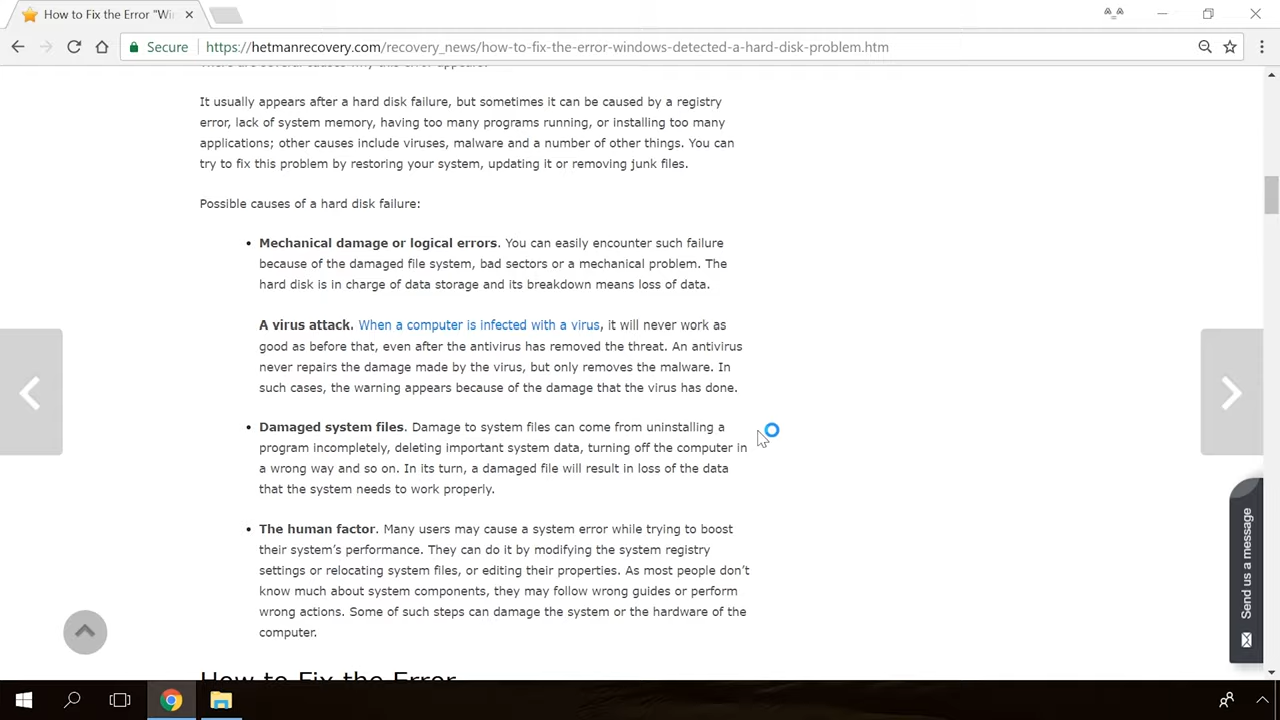 How to Fix the Error "Wi
Secure
https://hetmanrecovery.com/recovery_news/how-to-fix-the-error-windows-detected-a-hard-disk-problem.htm
There are several causes why this error appears.
It usually appears after a hard disk failure, but sometimes it can be caused by a registry
error, lack of system memory, having too many programs running, or installing too many
applications; other causes include viruses, malware and a number of other things. You can
try to fix this problem by restoring your system, updating it or removing junk files.
Possible causes of a hard disk failure:
• Mechanical damage or logical errors. You can easily encounter such failure
because of the damaged file system, bad sectors or a mechanical problem. The
hard disk is in charge of data storage and its breakdown means loss of data.
A virus attack. When a computer is infected with a virus, it will never work as
good as before that, even after the antivirus has removed the threat. An antivirus
never repairs the damage made by the virus, but only removes the malware. In
such cases, the warning appears because of the damage that the virus has done.
• Damaged system files. Damage to system files can come from uninstalling a
program incompletely, deleting important system data, turning off the computer in
a wrong way and so on. In its turn, a damaged file will result in loss of the data
that the system needs to work properly.
• The human factor. Many users may cause a system error while trying to boost
their system's performance. They can do it by modifying the system registry
settings or relocating system files, or editing their properties. As most people don't
know much about system components, they may follow wrong guides or perform
wrong actions. Some of such steps can damage the system or the hardware of the
computer.
How to Fix the Error
Send us a message